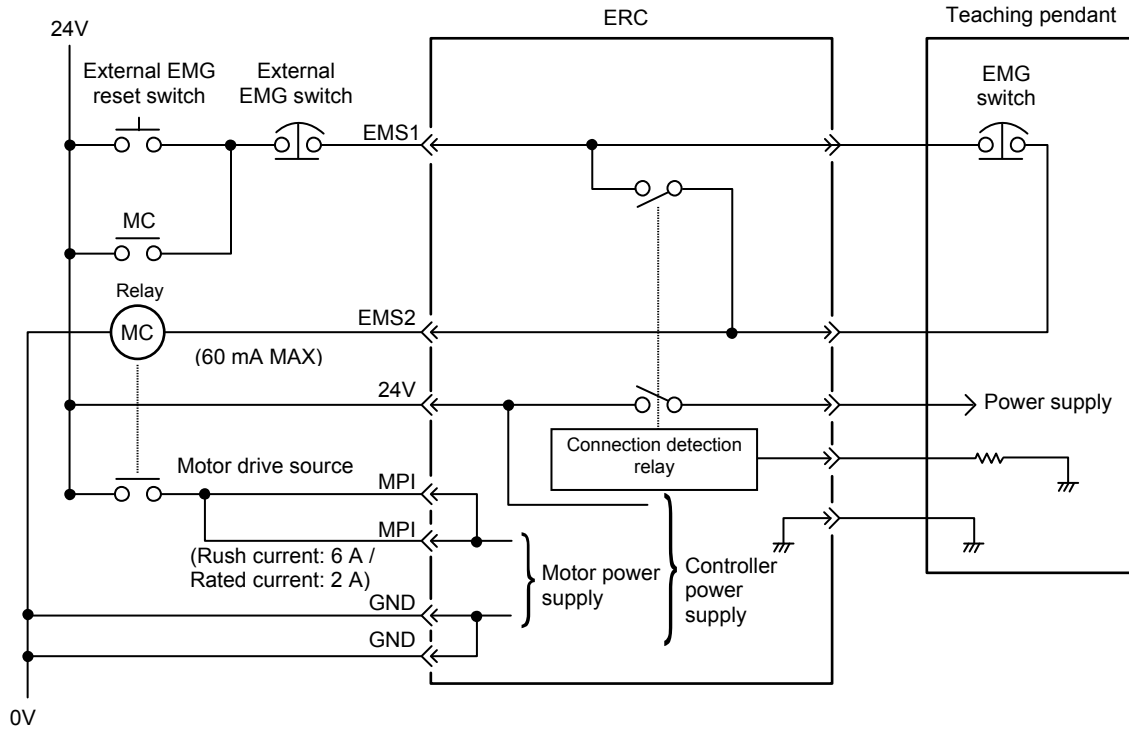 ERC
Teaching pendant
24V
External EMG
reset switch
External
EMG switch
EMG
switch
EMS1
MC
Relay
MC
EMS2
(60 mA MAX)
24V
Power supply
Connection detection
relay
Motor drive source
MPI
MPI
(Rush current: 6 A /
Rated current: 2 A)
Motor power
supply
Controller
power
supply
GND
GND
0V